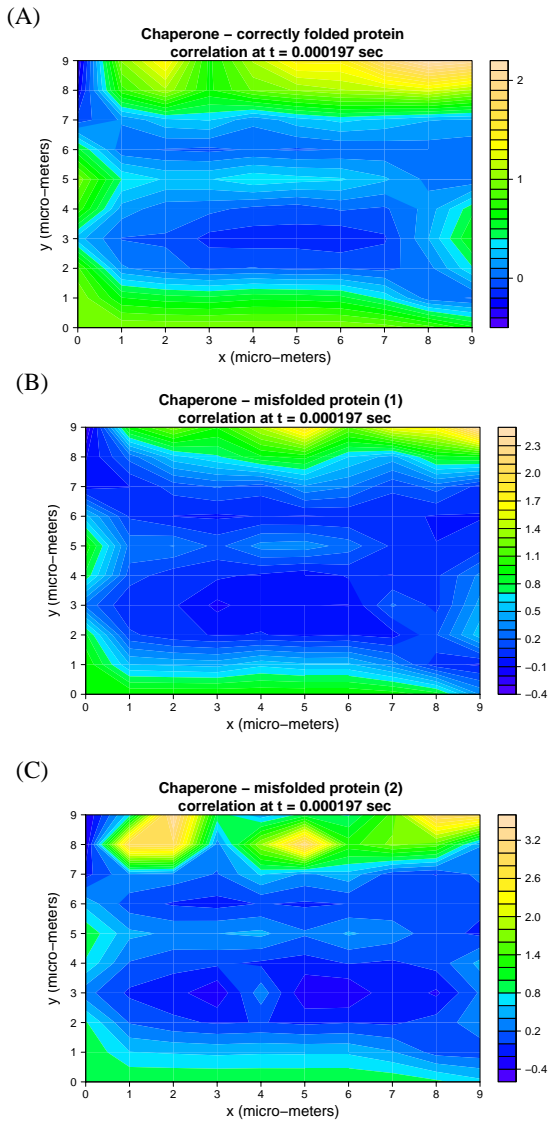 (A)
Chaperone − correctly folded protein
correlation at t = 0.000197 sec
9
8
7
6
5
4
3
2
1
0
y (micro−meters)
0 1 2 3 4 5 6 7 8 9
x (micro−meters)
2
1
0
(B)
Chaperone − misfolded protein (1)
correlation at t = 0.000197 sec
9
8
7
6
5
4
3
2
1
0
y (micro−meters)
0 1 2 3 4 5 6 7 8 9
x (micro−meters)
2.3
2.0
1.7
1.4
1.1
0.8
0.5
0.2
−0.1
−0.4
(C)
Chaperone − misfolded protein (2)
correlation at t = 0.000197 sec
9
8
7
6
5
4
3
2
1
0
y (micro−meters)
0 1 2 3 4 5 6 7 8 9
x (micro−meters)
3.2
2.6
2.0
1.4
0.8
0.2
−0.4